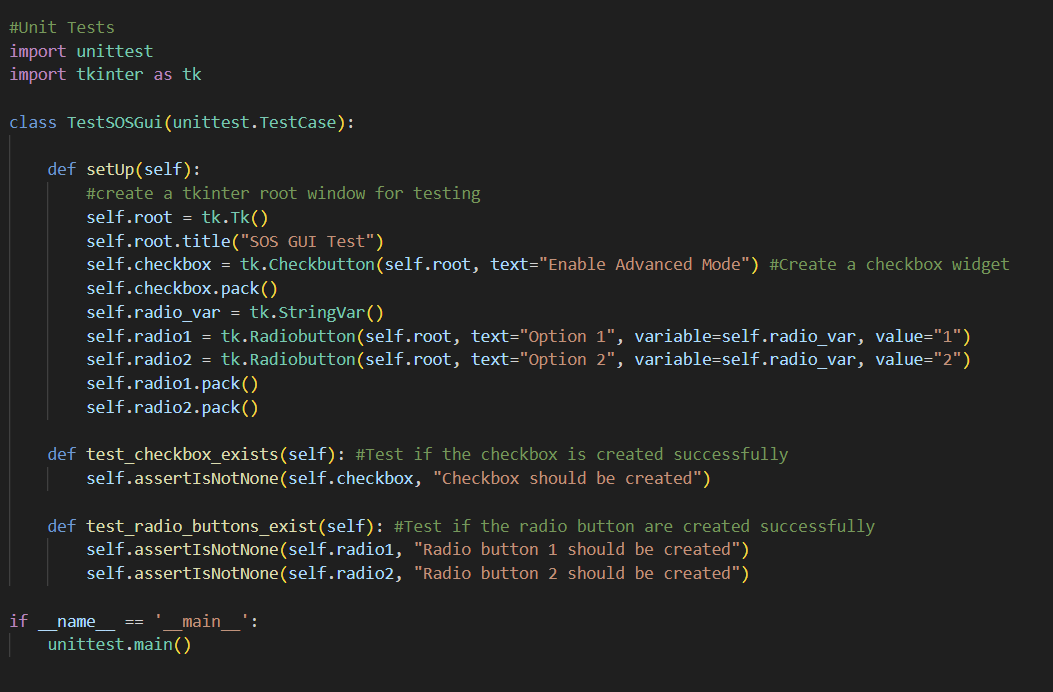 #Unit Tests
import unittest
import tkinter as tk
class TestSOSGui(unittest.TestCase):
def setUp(self):
#create a tkinter root window for testing
self.root = tk.Tk()
self.root.title("SOS GUI Test")
self.checkbox = tk.Checkbutton(self.root, text="Enable Advanced Mode") #Create a checkbox widget
self.checkbox.pack()
self.radio_var = tk.StringVar()
self.radio1 = tk.Radiobutton(self.root, text="Option 1", variable=self.radio_var, value="1")
self.radio2 = tk.Radiobutton(self.root, text="Option 2", variable=self.radio_var, value="2")
self.radio1.pack()
self.radio2.pack()
def test_checkbox_exists(self): #Test if the checkbox is created successfully
self.assertIsNotNone(self.checkbox, "Checkbox should be created")
def test_radio_buttons_exist(self): #Test if the radio button are created successfully
self.assertIsNotNone(self.radio1, "Radio button 1 should be created")
self.assertIsNotNone(self.radio2, "Radio button 2 should be created")
if __name__ == '__main__':
unittest.main()